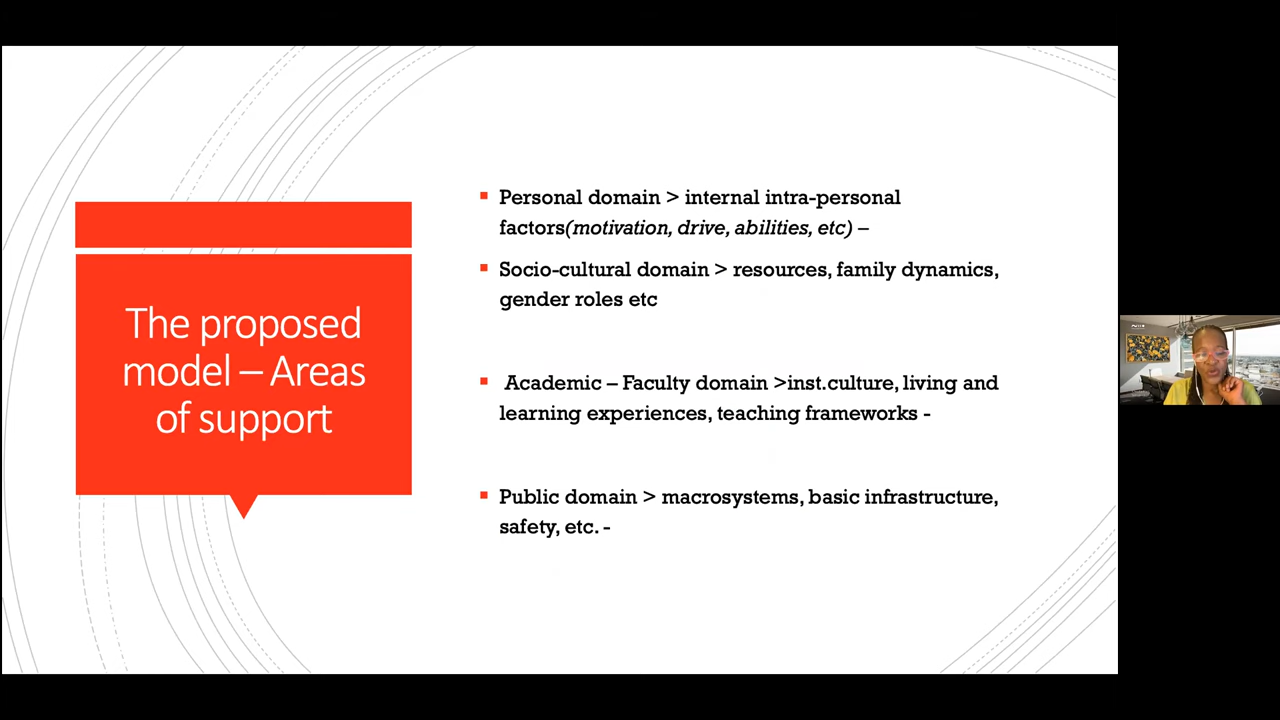 The proposed
model – Areas
of support
▪ Personal domain > internal intra-personal
factors(motivation, drive, abilities, etc) –
▪ Socio-cultural domain > resources, family dynamics,
gender roles etc
▪ Academic – Faculty domain >inst.culture, living and
learning experiences, teaching frameworks -
▪ Public domain > macrosystems, basic infrastructure,
safety, etc. -